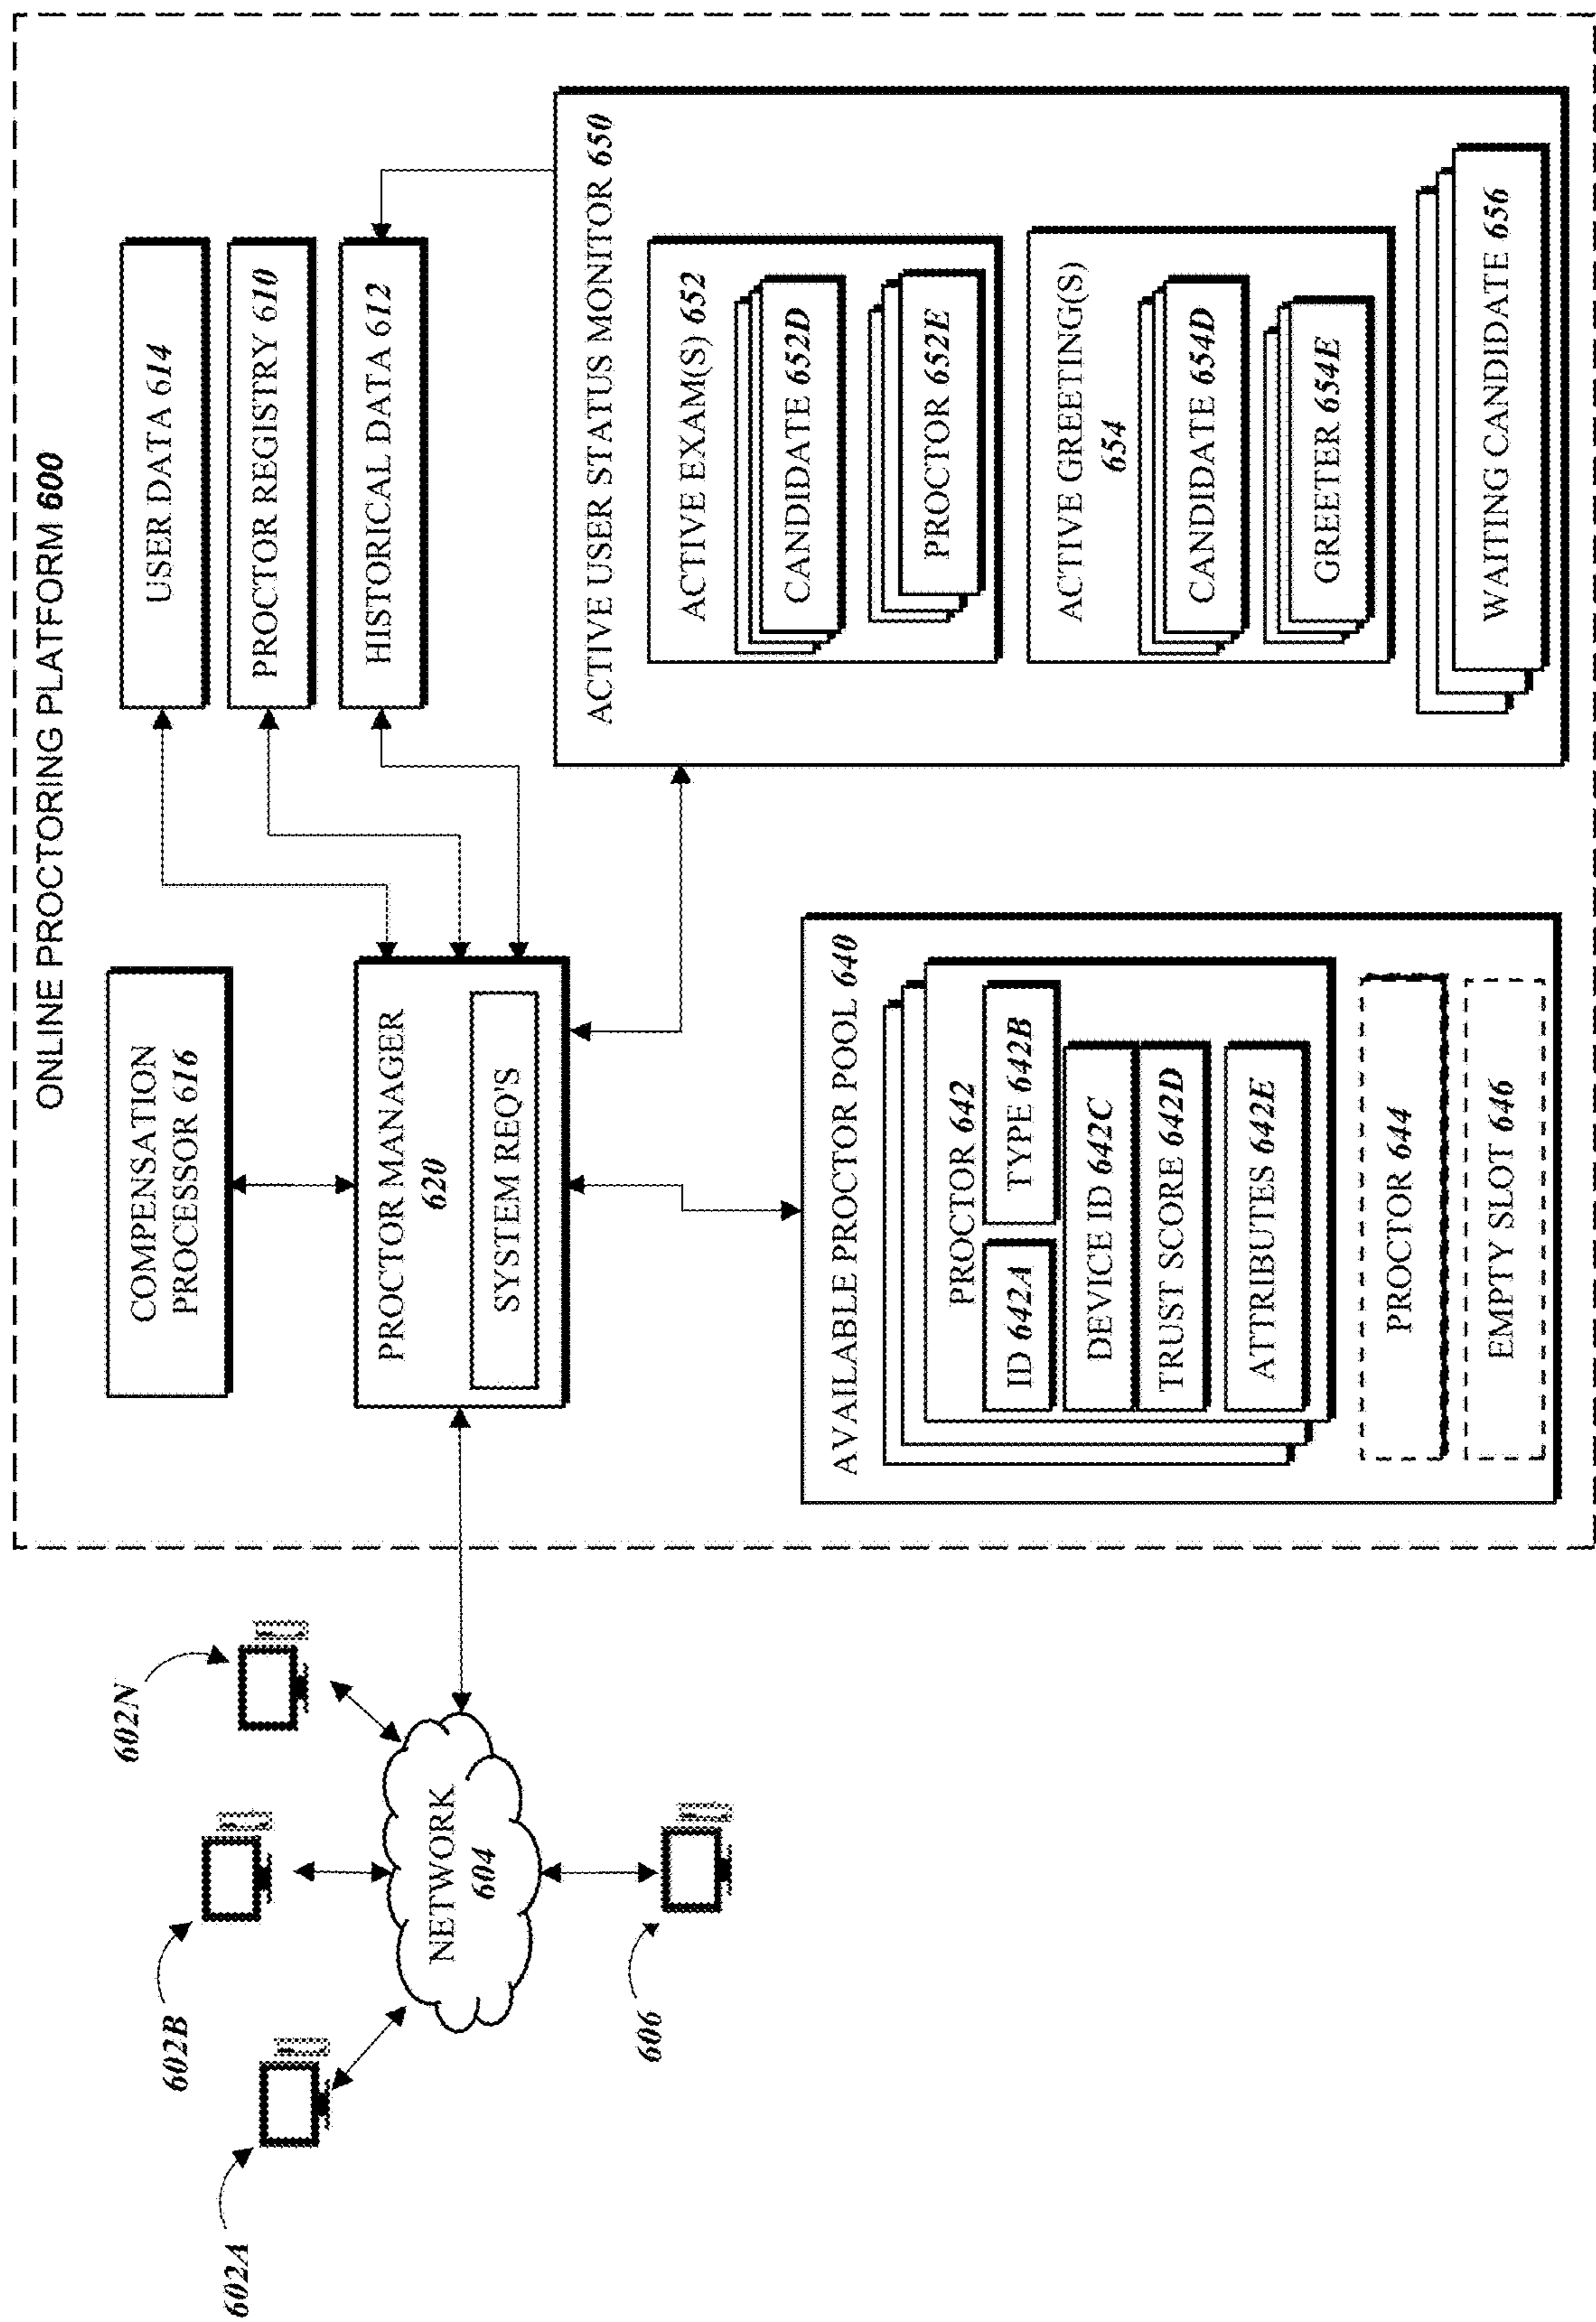 ONLINE PROCTORING PLATFORM 600
602A
602B
602N
NETWORK
604
606
COMPENSATION
PROCESSOR 616
PROCTOR MANAGER
620
SYSTEM REQ'S
USER DATA 614
PROCTOR REGISTRY 610
HISTORICAL DATA 612
AVAILABLE PROCTOR POOL 640
PROCTOR 642
ID 642A
TYPE 642B
DEVICE ID 642C
TRUST SCORE 642D
ATTRIBUTES 642E
PROCTOR 644
EMPTY SLOT 646
ACTIVE USER STATUS MONITOR 650
ACTIVE EXAM(S) 652
CANDIDATE 652D
PROCTOR 652E
ACTIVE GREETING(S)
654
CANDIDATE 654D
GREETER 654E
WAITING CANDIDATE 656